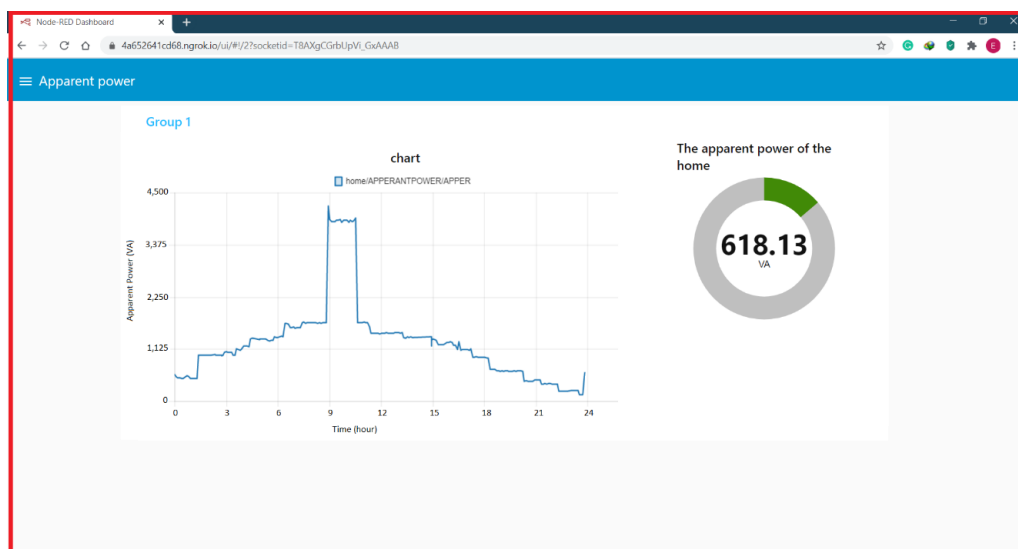 Node-RED Dashboard
4a652641cd68.ngrok.io/ui/#!/2?socketid=T8AXgCGrbUpVi_GxAAAB
E
Apparent power
Group 1
chart
home/APPERANTPOWER/APPER
4,500
3,375
2,250
1,125
0
Apparent Power (VA)
0 3 6 9 12 15 18 21 24
Time (hour)
The apparent power of the
home
618.13
VA